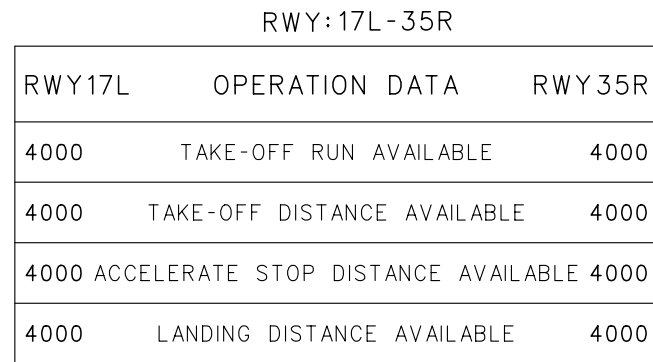 RWY:17L-35R
RWY17L OPERATION DATA RWY35R
4000 TAKE-OFF RUN AVAILABLE 4000
4000 TAKE-OFF DISTANCE AVAILABLE 4000
4000 ACCELERATE STOP DISTANCE AVAILABLE 4000
4000 LANDING DISTANCE AVAILABLE 4000